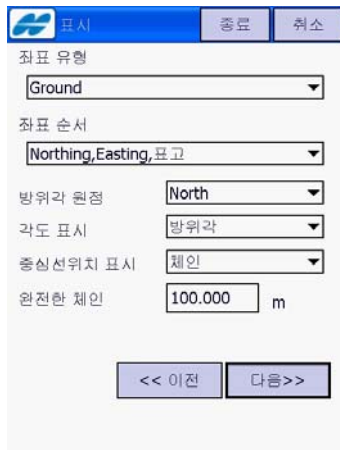 표시 종료 취소
좌표 유형
Ground
좌표 순서
Northing,Easting,표고
방위각 원점 North
각도 표시 방위각
중심선위치 표시 체인
완전한 체인 100.000 m
<< 이전 다음>>